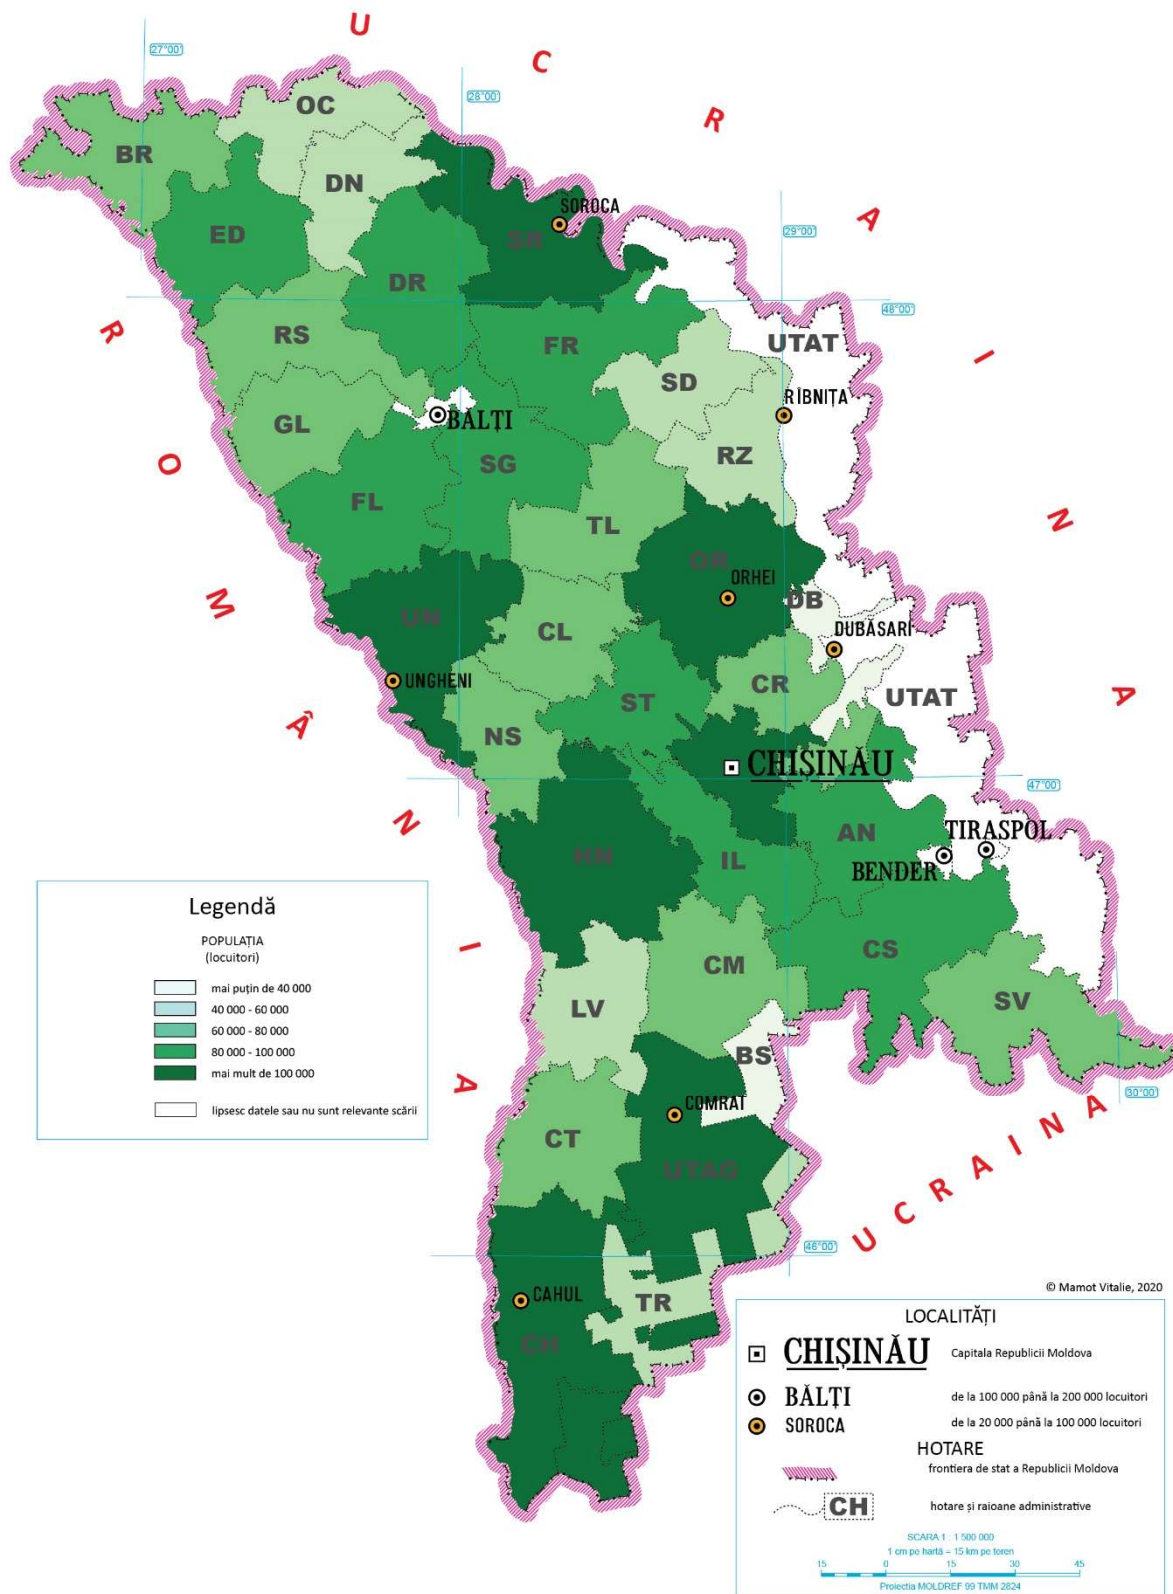 U C R A I N A
27°00'
28°00'
OC
BR
DN
SOROCA
29°00'
ED
SR
DR
48°00'
R O M Â N I A
RS
FR
UTAT
SD
RÎBNIȚA
GL
BĂLȚI
RZ
SG
FL
TL
OR
ORHEI
DB
UN
CL
DUBĂSARI
UNGHENI
CR
ST
UTAT
NS
CHIȘINĂU
47°00'
TIRASPOL
AN
HN
IL
BENDER
CS
CM
LV
SV
BS
30°00'
COMRAT
CT
UTAG
U C R A I N A
46°00'
CAHUL
TR
CH
Legendă
POPULAȚIA
(locuitori)
mai puțin de 40 000
40 000 - 60 000
60 000 - 80 000
80 000 - 100 000
mai mult de 100 000
lipsesc datele sau nu sunt relevante scării
© Mamot Vitalie, 2020
LOCALITĂȚI
CHIȘINĂU Capitala Republicii Moldova
BĂLȚI de la 100 000 până la 200 000 locuitori
SOROCA de la 20 000 până la 100 000 locuitori
HOTARE
frontiera de stat a Republicii Moldova
CH hotare și raioane administrative
SCARA 1 : 1 500 000
1 cm pe hartă = 15 km pe teren
15 0 15 30 45
Proiectia MOLDREF 99 TMM 2824